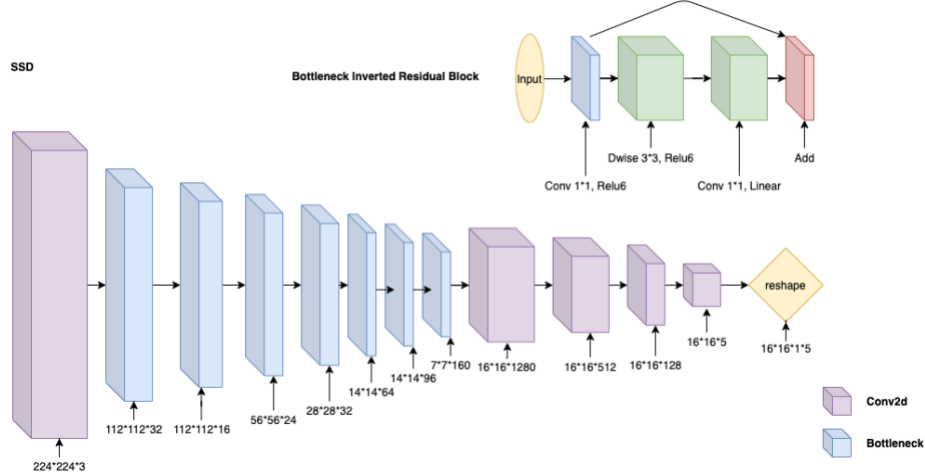 SSD
Bottleneck Inverted Residual Block
Input
Dwise 3*3, Relu6
Add
Conv 1*1, Relu6
Conv 1*1, Linear
reshape
224*224*3
112*112*32
112*112*16
56*56*24
28*28*32
14*14*64
14*14*96
7*7*160
16*16*1280
16*16*512
16*16*128
16*16*5
16*16*1*5
Conv2d
Bottleneck